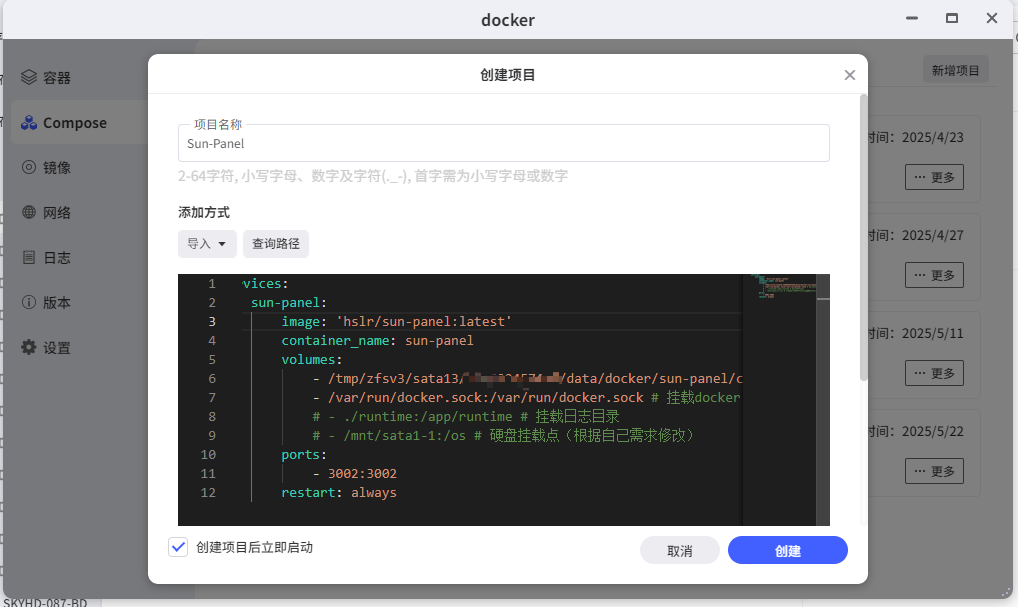 docker
容器
Compose
镜像
网络
日志
版本
设置
新增项目
时间：2025/4/23
··· 更多
时间：2025/4/27
··· 更多
时间：2025/5/11
··· 更多
时间：2025/5/22
··· 更多
创建项目
项目名称
Sun-Panel
2-64字符, 小写字母、数字及字符(._-), 首字需为小写字母或数字
添加方式
导入
查询路径
1 vices:
2 sun-panel:
3 image: 'hslr/sun-panel:latest'
4 container_name: sun-panel
5 volumes:
6 - /tmp/zfsv3/sata13/ /data/docker/sun-panel/c
7 - /var/run/docker.sock:/var/run/docker.sock # 挂载docker
8 # - ./runtime:/app/runtime # 挂载日志目录
9 # - /mnt/sata1-1:/os # 硬盘挂载点（根据自己需求修改）
10 ports:
11 - 3002:3002
12 restart: always
创建项目后立即启动
取消
创建
SKYHD-087-BD